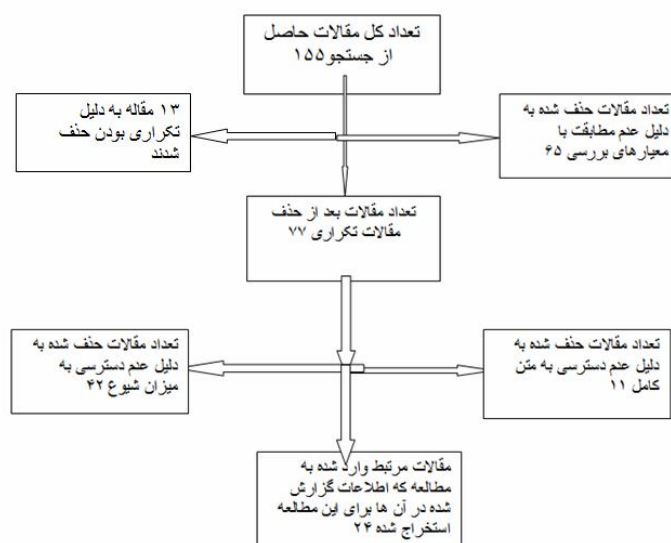 تعداد کل مقالات حاصل
از جستجو ۱۵۵
۱۳ مقاله به دلیل
تکراری بودن حذف
شدند
تعداد مقالات حذف شده به
دلیل عدم مطابقت با
معیارهای بررسی ۶۵
تعداد مقالات بعد از حذف
مقالات تکراری ۷۷
تعداد مقالات حذف شده به
دلیل عدم دسترسی به
میزان شیوع ۴۲
تعداد مقالات حذف شده به
دلیل عدم دسترسی به متن
کامل ۱۱
مقالات مرتبط وارد شده به
مطالعه که اطلاعات گزارش
شده در آن ها برای این مطالعه
استخراج شده ۲۴